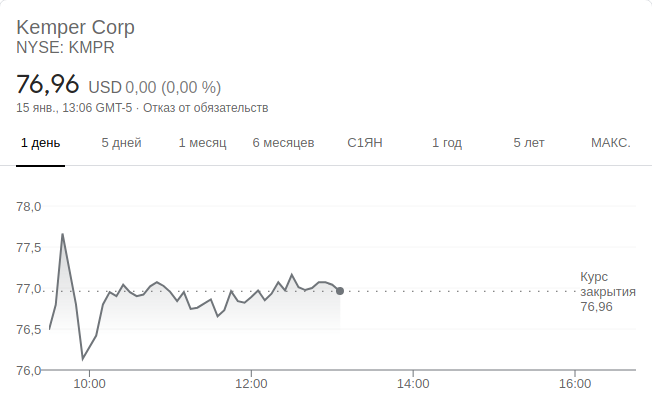 Kemper Corp
NYSE: KMPR
76,96 USD 0,00 (0,00 %)
15 янв., 13:06 GMT-5 · Отказ от обязательств
1 день 5 дней 1 месяц 6 месяцев С1ЯН 1 год 5 лет МАКС.
78,0
77,5
77,0
76,5
76,0
Курс
закрытия
76,96
10:00 12:00 14:00 16:00